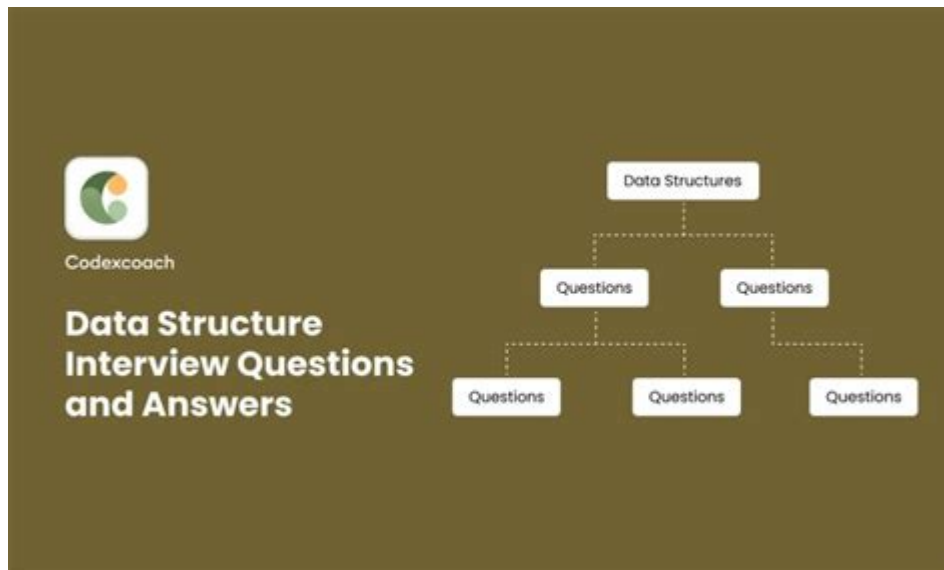 Codexcoach
Data Structure
Interview Questions
and Answers
Data Structures
Questions
Questions
Questions
Questions
Questions